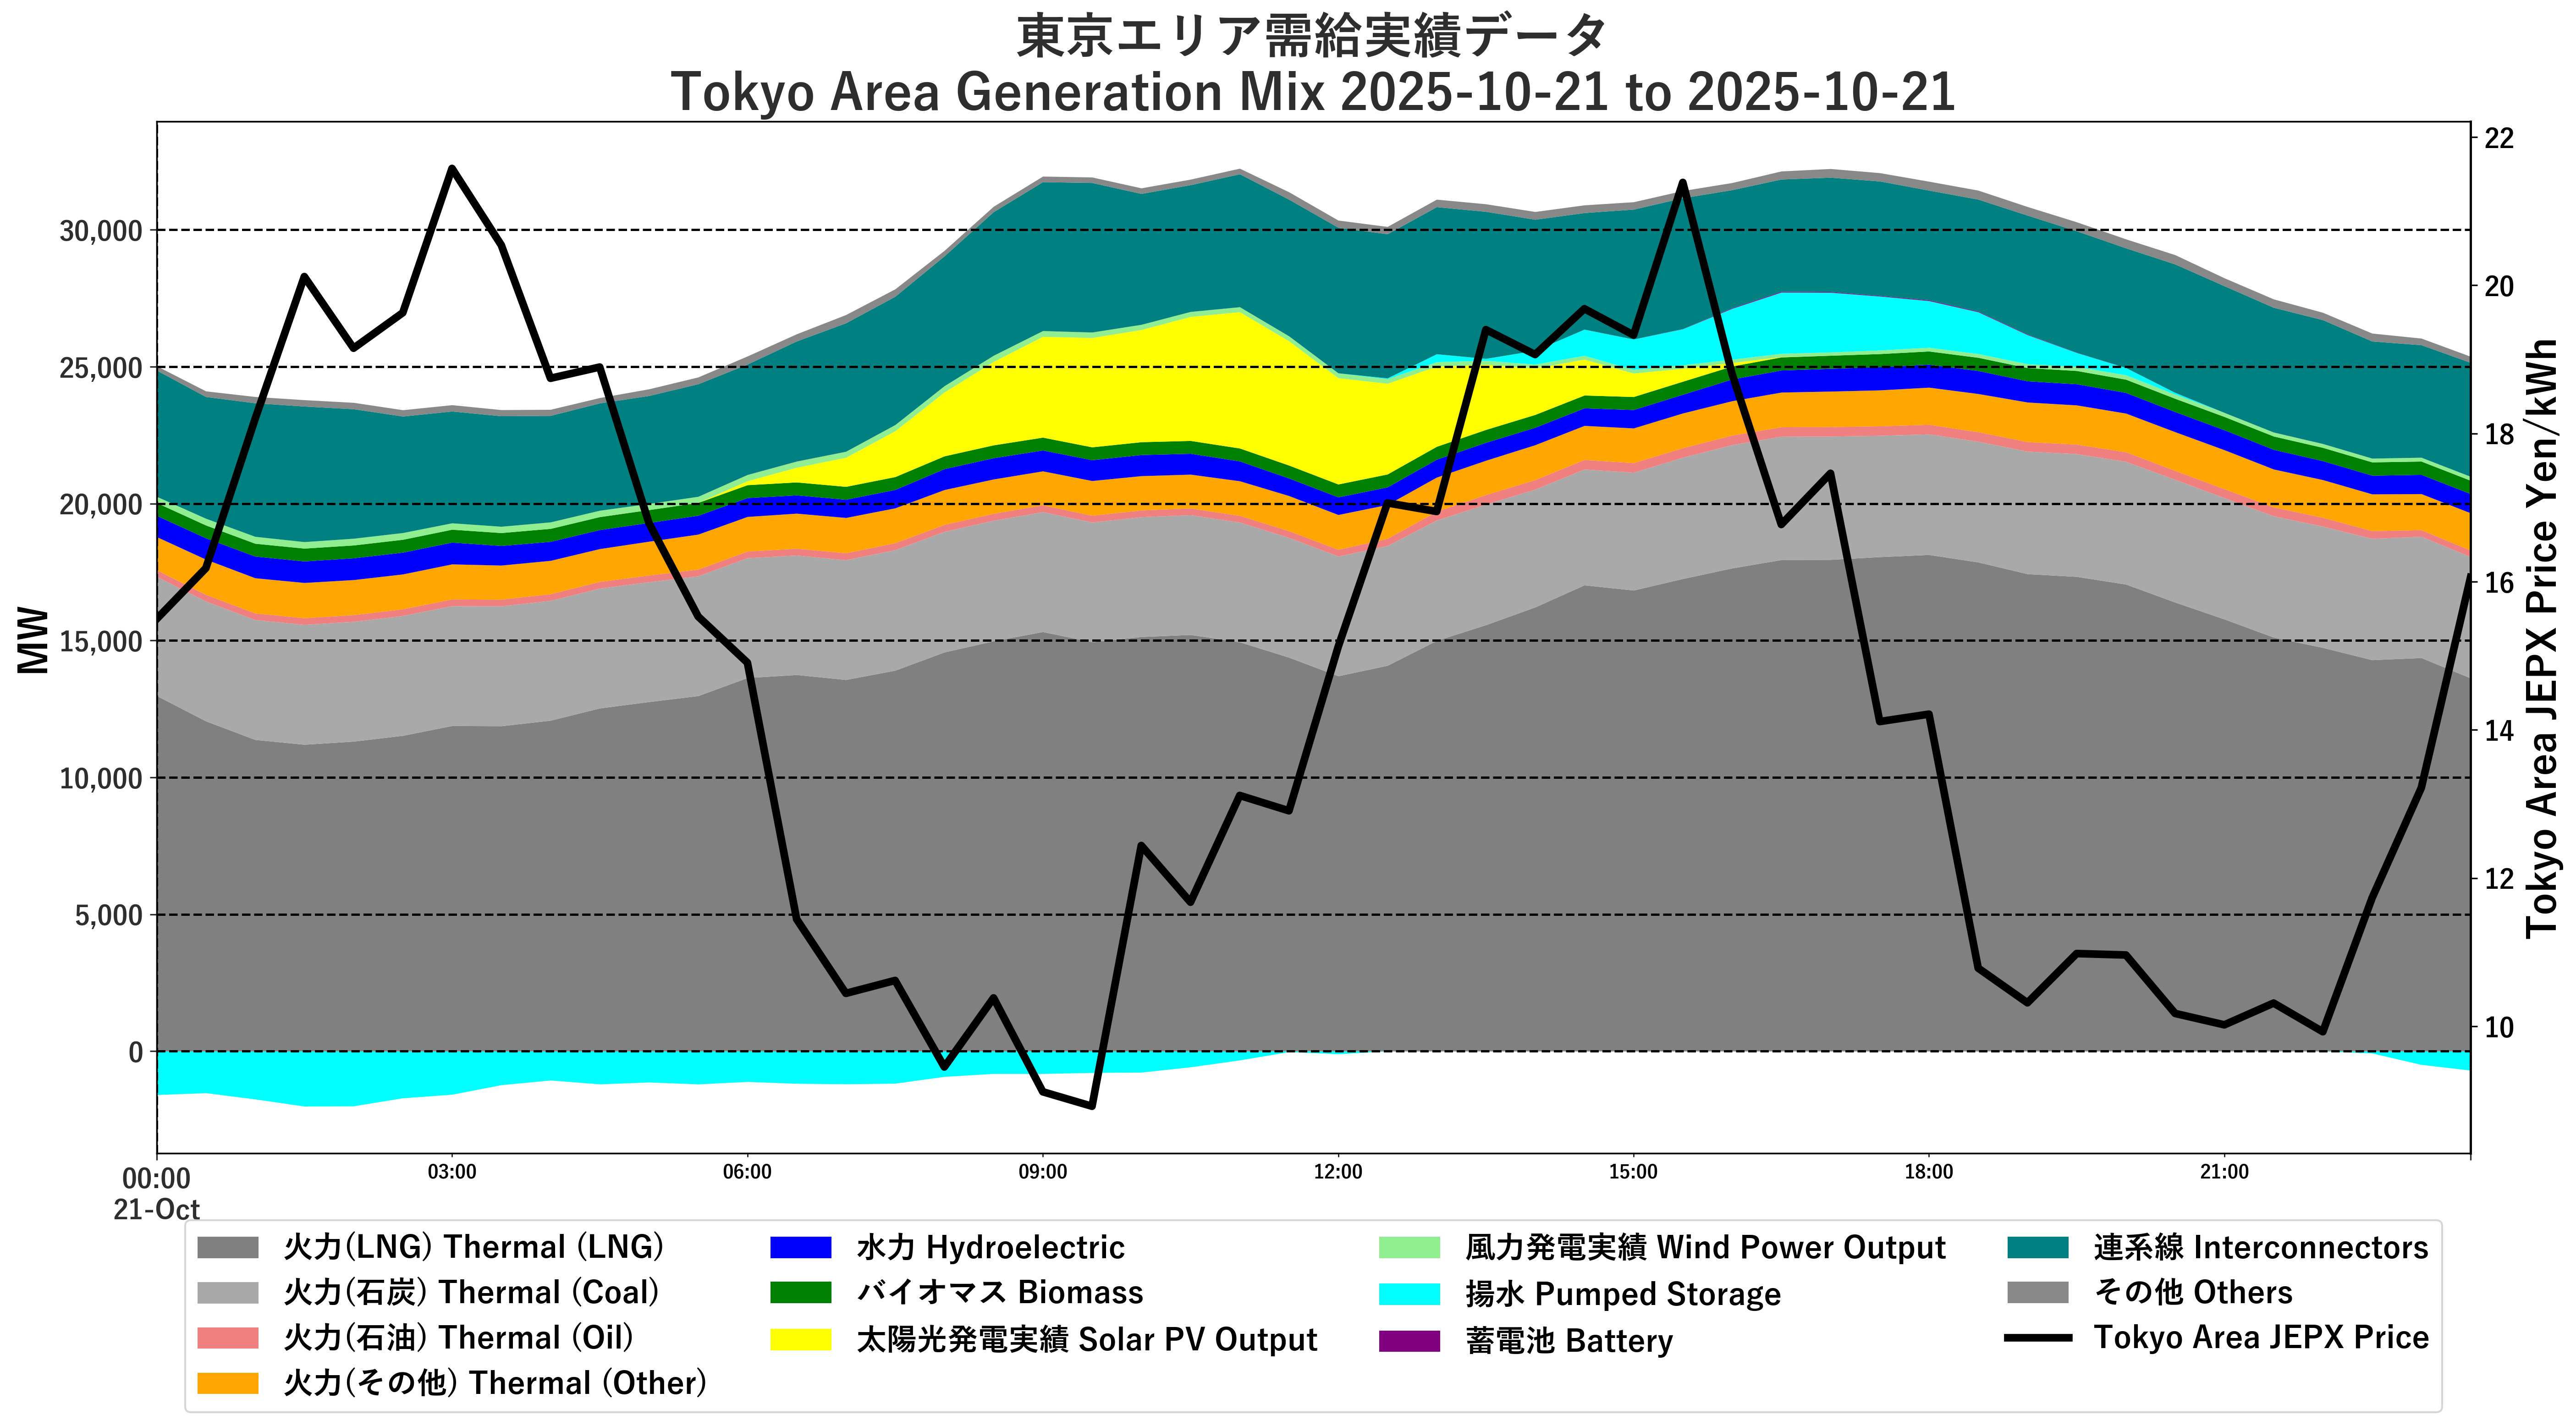 東京エリア需給実績データ
Tokyo Area Generation Mix 2025-10-21 to 2025-10-21
MW
30,000
25,000
20,000
15,000
10,000
5,000
0
22
20
18
16
14
12
10
Tokyo Area JEPX Price Yen/kWh
00:00
21-Oct
03:00
06:00
09:00
12:00
15:00
18:00
21:00
火力(LNG) Thermal (LNG)
火力(石炭) Thermal (Coal)
火力(石油) Thermal (Oil)
火力(その他) Thermal (Other)
水力 Hydroelectric
バイオマス Biomass
太陽光発電実績 Solar PV Output
風力発電実績 Wind Power Output
揚水 Pumped Storage
蓄電池 Battery
連系線 Interconnectors
その他 Others
Tokyo Area JEPX Price